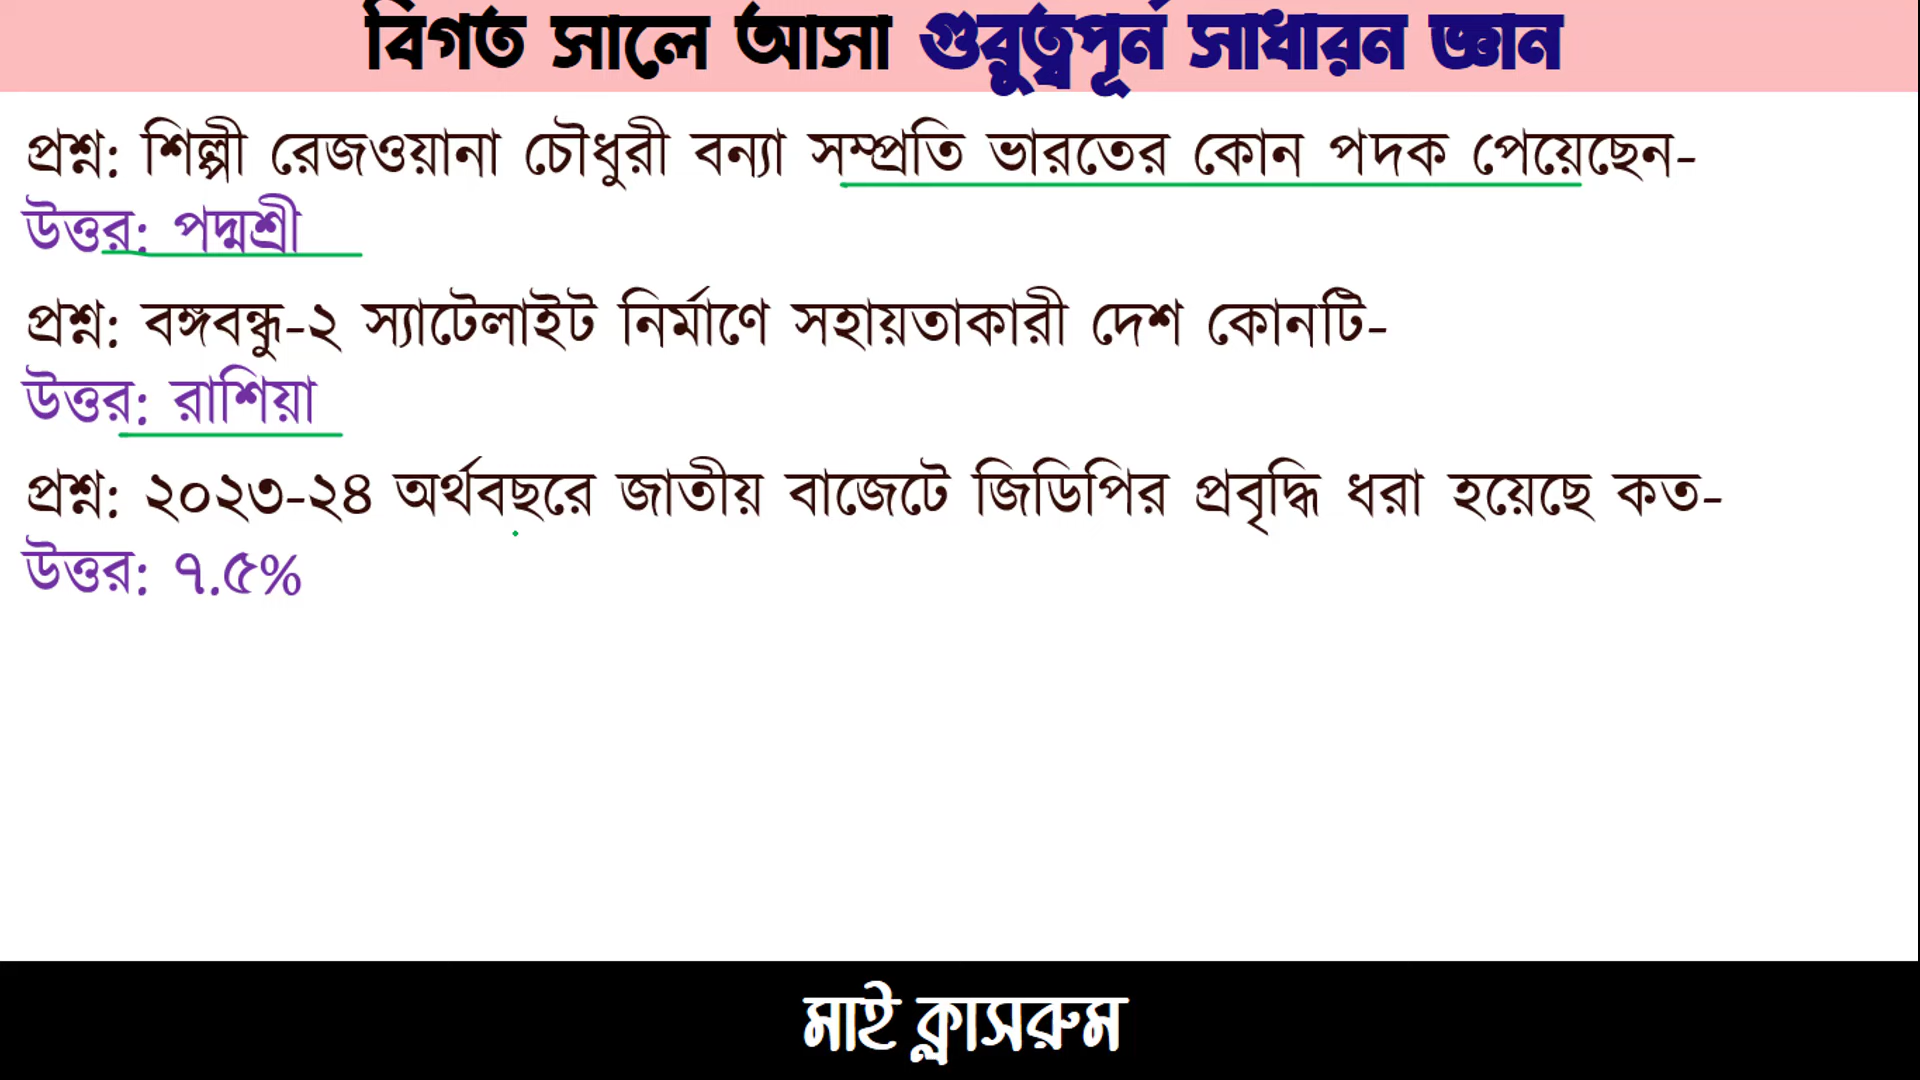 বিগত সালে আসা গুরুত্বপূর্ন সাধারন জ্ঞান
প্রশ্ন: শিল্পী রেজওয়ানা চৌধুরী বন্যা সম্প্রতি ভারতের কোন পদক পেয়েছেন-
উত্তর: পদ্মশ্রী
প্রশ্ন: বঙ্গবন্ধু-২ স্যাটেলাইট নির্মাণে সহায়তাকারী দেশ কোনটি-
উত্তর: রাশিয়া
প্রশ্ন: ২০২৩-২৪ অর্থবছরে জাতীয় বাজেটে জিডিপির প্রবৃদ্ধি ধরা হয়েছে কত-
উত্তর: ৭.৫%
মাই ক্লাসরুম